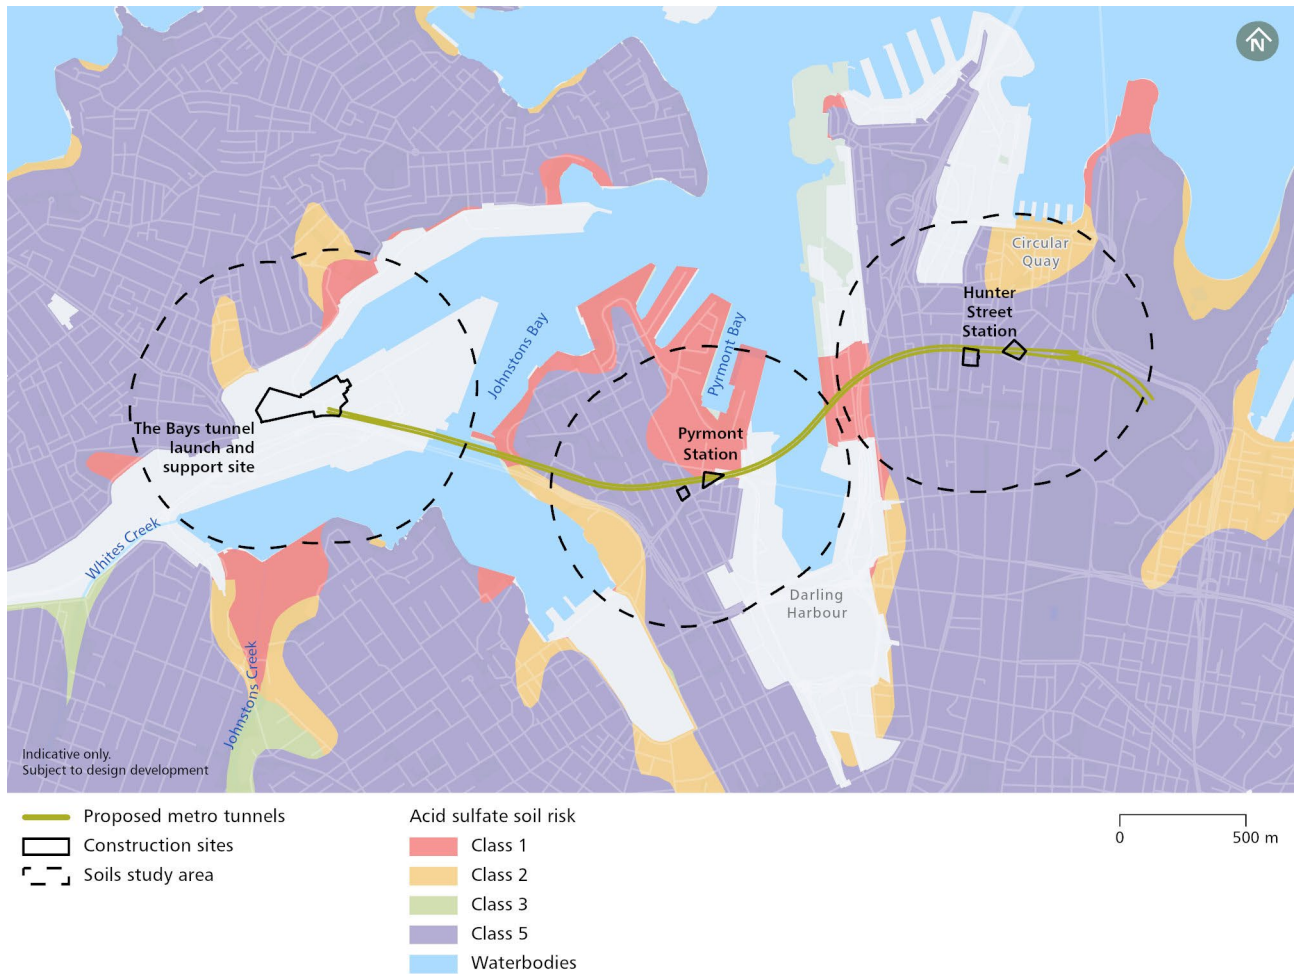 N
Circular
Quay
Hunter
Street
Station
Johnstons Bay
Pyrmont Bay
The Bays tunnel
launch and
support site
Pyrmont
Station
Whites Creek
Darling
Harbour
Johnstons Creek
Indicative only.
Subject to design development
Proposed metro tunnels
Construction sites
Soils study area
Acid sulfate soil risk
Class 1
Class 2
Class 3
Class 5
Waterbodies
0 500 m